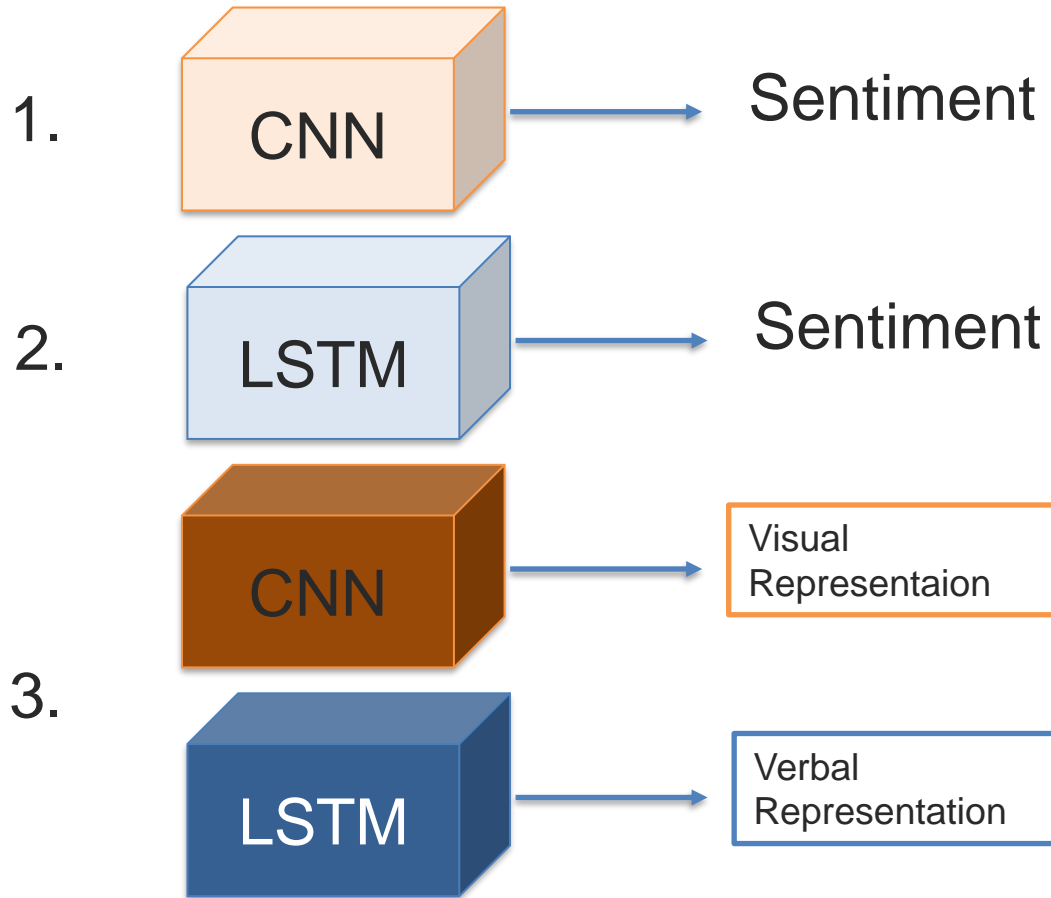 1.
CNN
Sentiment
2.
LSTM
Sentiment
3.
CNN
Visual
Representaion
LSTM
Verbal
Representation